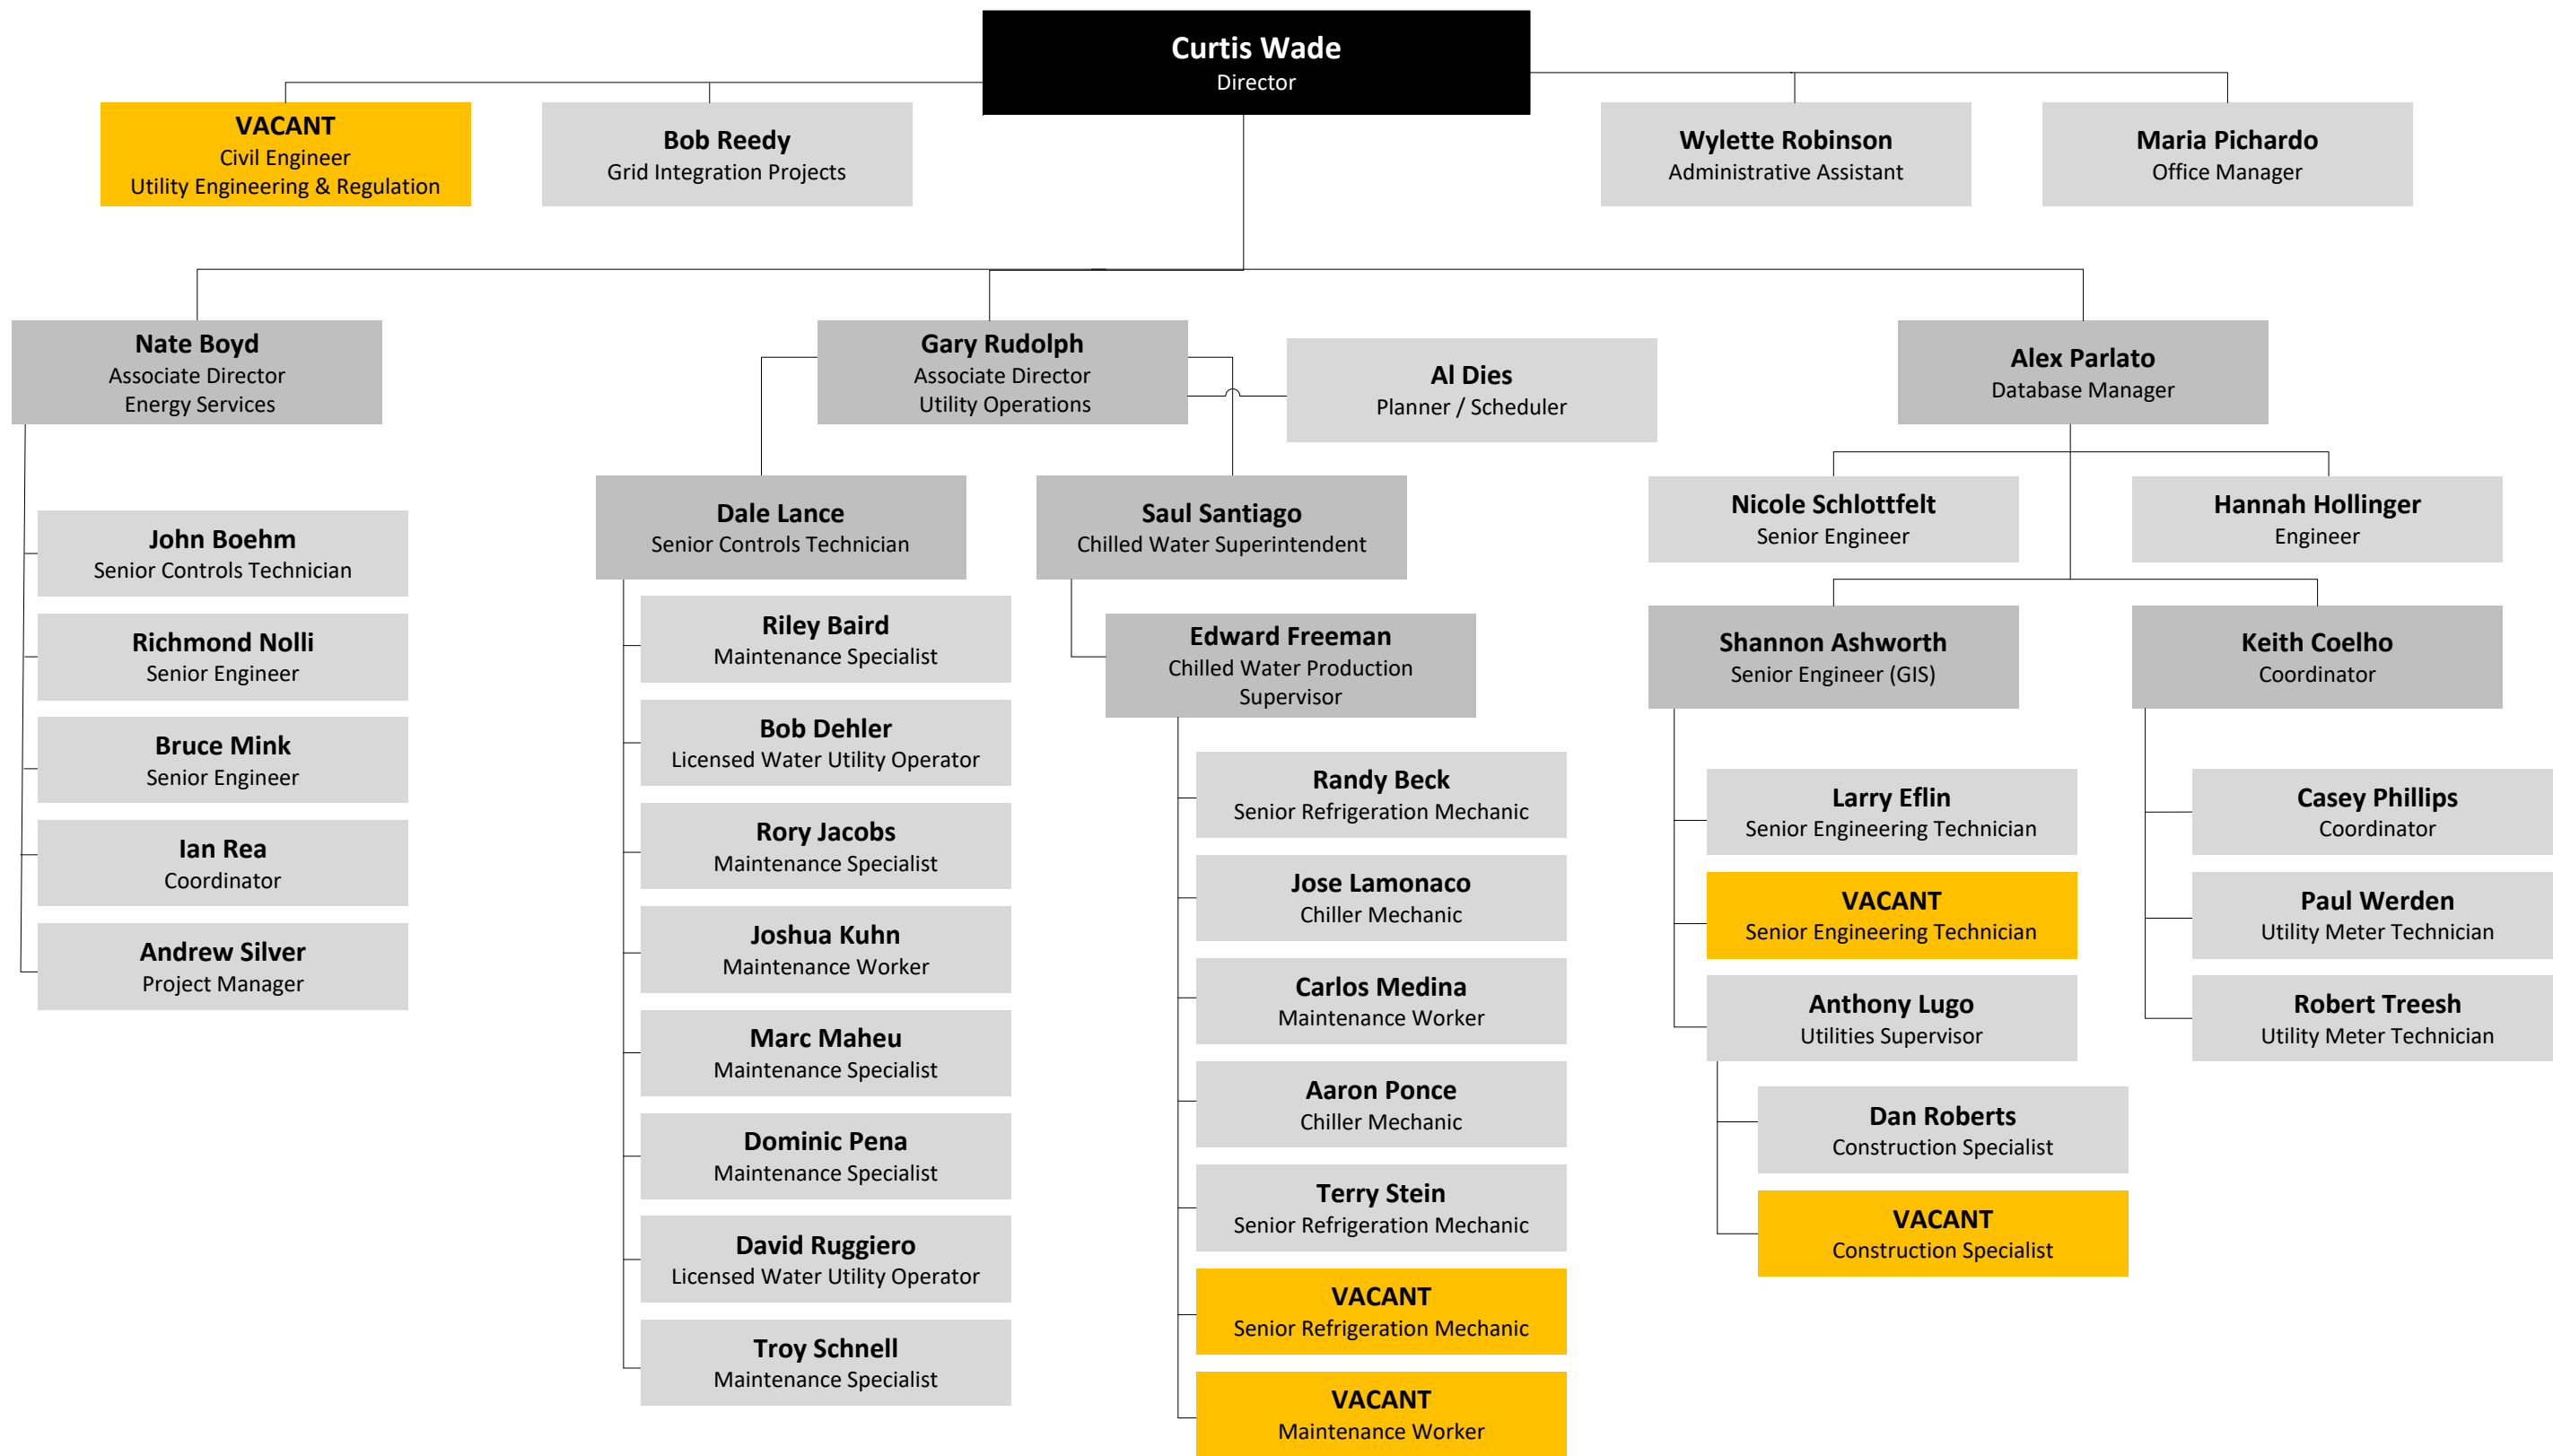 Curtis Wade
Director
VACANT
Civil Engineer
Utility Engineering & Regulation
Bob Reedy
Grid Integration Projects
Wylette Robinson
Administrative Assistant
Maria Pichardo
Office Manager
Nate Boyd
Associate Director
Energy Services
Gary Rudolph
Associate Director
Utility Operations
Al Dies
Planner / Scheduler
Alex Parlato
Database Manager
John Boehm
Senior Controls Technician
Richmond Nolli
Senior Engineer
Bruce Mink
Senior Engineer
Ian Rea
Coordinator
Andrew Silver
Project Manager
Dale Lance
Senior Controls Technician
Riley Baird
Maintenance Specialist
Bob Dehler
Licensed Water Utility Operator
Rory Jacobs
Maintenance Specialist
Joshua Kuhn
Maintenance Worker
Marc Maheu
Maintenance Specialist
Dominic Pena
Maintenance Specialist
David Ruggiero
Licensed Water Utility Operator
Troy Schnell
Maintenance Specialist
Saul Santiago
Chilled Water Superintendent
Edward Freeman
Chilled Water Production
Supervisor
Randy Beck
Senior Refrigeration Mechanic
Jose Lamonaco
Chiller Mechanic
Carlos Medina
Maintenance Worker
Aaron Ponce
Chiller Mechanic
Terry Stein
Senior Refrigeration Mechanic
VACANT
Senior Refrigeration Mechanic
VACANT
Maintenance Worker
Nicole Schlottfelt
Senior Engineer
Hannah Hollinger
Engineer
Shannon Ashworth
Senior Engineer (GIS)
Larry Eflin
Senior Engineering Technician
VACANT
Senior Engineering Technician
Anthony Lugo
Utilities Supervisor
Dan Roberts
Construction Specialist
VACANT
Construction Specialist
Keith Coelho
Coordinator
Casey Phillips
Coordinator
Paul Werden
Utility Meter Technician
Robert Treesh
Utility Meter Technician